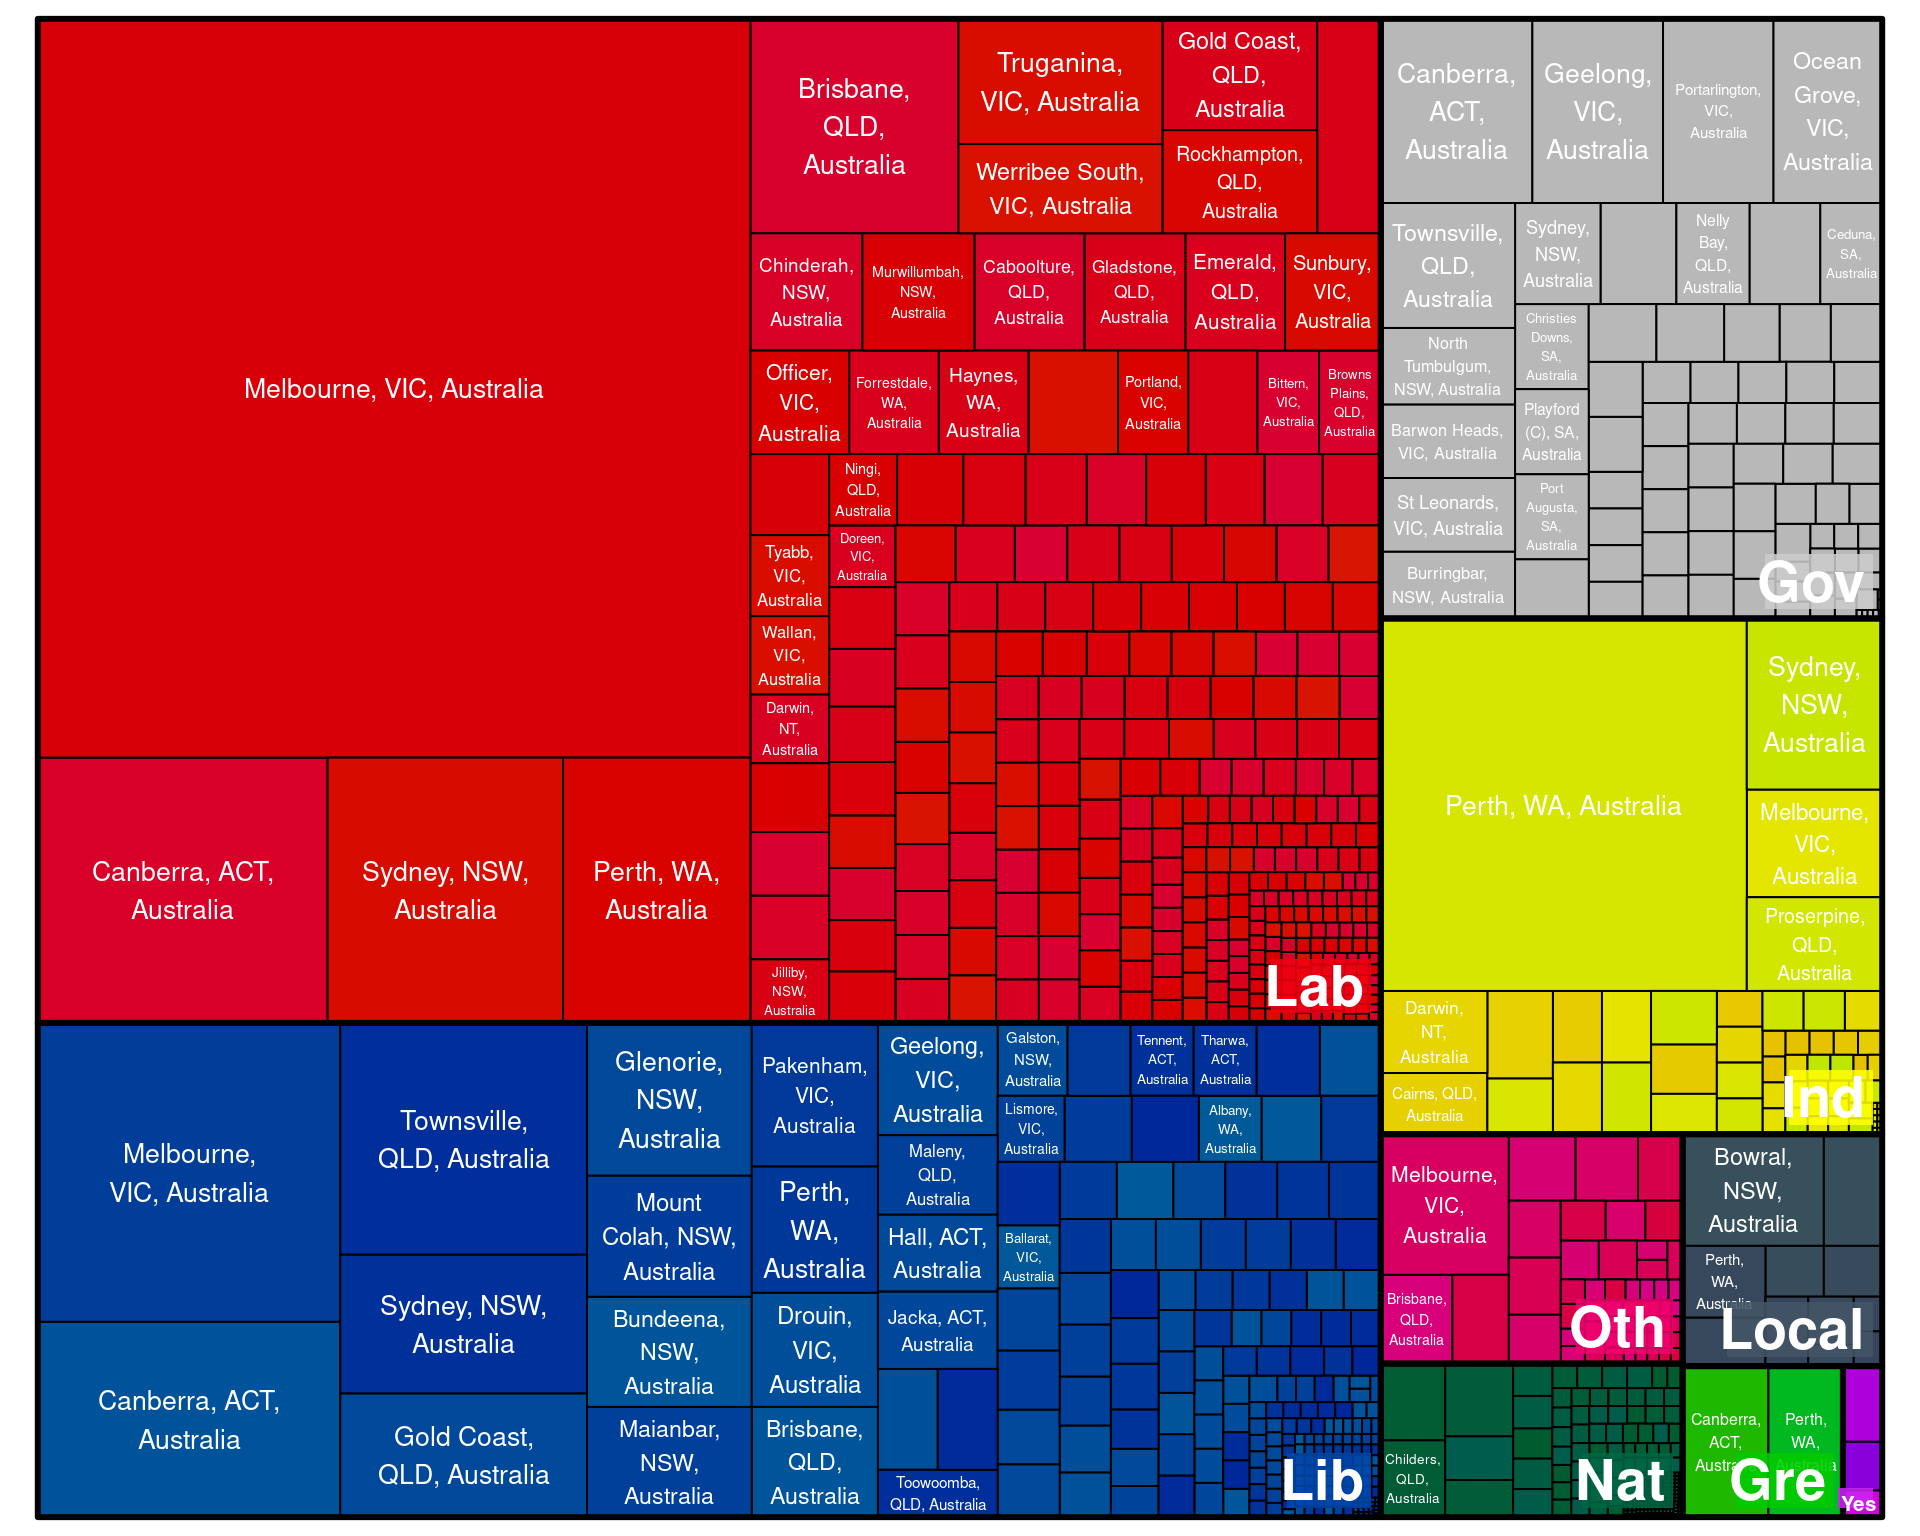 Melbourne, VIC, Australia
Canberra, ACT,
Australia
Sydney, NSW,
Australia
Perth, WA,
Australia
Brisbane,
QLD,
Australia
Truganina,
VIC, Australia
Werribee South,
VIC, Australia
Gold Coast,
QLD,
Australia
Rockhampton,
QLD,
Australia
Chinderah,
NSW,
Australia
Murwillumbah,
NSW,
Australia
Caboolture,
QLD,
Australia
Gladstone,
QLD,
Australia
Emerald,
QLD,
Australia
Sunbury,
VIC,
Australia
Officer,
VIC,
Australia
Forrestdale,
WA,
Australia
Haynes,
WA,
Australia
Portland,
VIC,
Australia
Bittern,
VIC,
Australia
Browns
Plains,
QLD,
Australia
Ningi,
QLD,
Australia
Tyabb,
VIC,
Australia
Doreen,
VIC,
Australia
Wallan,
VIC,
Australia
Darwin,
NT,
Australia
Jilliby,
NSW,
Australia
Lab
Canberra,
ACT,
Australia
Geelong,
VIC,
Australia
Portarlington,
VIC,
Australia
Ocean
Grove,
VIC,
Australia
Townsville,
QLD,
Australia
Sydney,
NSW,
Australia
Nelly
Bay,
QLD,
Australia
Ceduna,
SA,
Australia
North
Tumbulgum,
NSW, Australia
Christies
Downs,
SA,
Australia
Barwon Heads,
VIC, Australia
Playford
(C), SA,
Australia
St Leonards,
VIC, Australia
Port
Augusta,
SA,
Australia
Burringbar,
NSW, Australia
Gov
Perth, WA, Australia
Sydney,
NSW,
Australia
Melbourne,
VIC,
Australia
Proserpine,
QLD,
Australia
Darwin,
NT,
Australia
Cairns, QLD,
Australia
Ind
Melbourne,
VIC, Australia
Canberra, ACT,
Australia
Townsville,
QLD, Australia
Sydney, NSW,
Australia
Gold Coast,
QLD, Australia
Glenorie,
NSW,
Australia
Mount
Colah, NSW,
Australia
Bundeena,
NSW,
Australia
Maianbar,
NSW,
Australia
Pakenham,
VIC,
Australia
Perth,
WA,
Australia
Drouin,
VIC,
Australia
Brisbane,
QLD,
Australia
Geelong,
VIC,
Australia
Maleny,
QLD,
Australia
Hall, ACT,
Australia
Jacka, ACT,
Australia
Toowoomba,
QLD, Australia
Galston,
NSW,
Australia
Tennent,
ACT,
Australia
Tharwa,
ACT,
Australia
Lismore,
VIC,
Australia
Albany,
WA,
Australia
Ballarat,
VIC,
Australia
Lib
Melbourne,
VIC,
Australia
Brisbane,
QLD,
Australia
Oth
Bowral,
NSW,
Australia
Perth,
WA,
Australia
Local
Childers,
QLD,
Australia
Nat
Canberra,
ACT,
Australia
Perth,
WA,
Australia
Gre
Yes